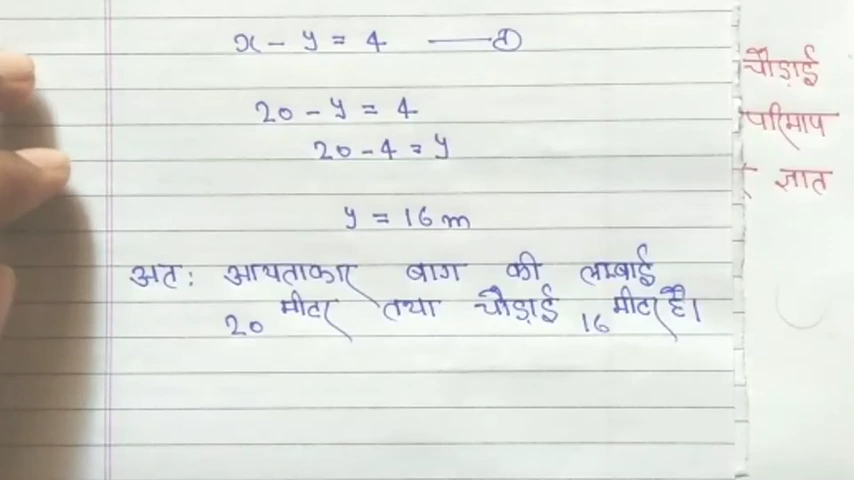 x - y = 4 —— ①
20 - y = 4
20 - 4 = y
y = 16 m
अतः आयताकार बाग की लम्बाई
20 मीटर तथा चौड़ाई 16 मीटर है।
चौड़ाई
परिमाप
ज्ञात